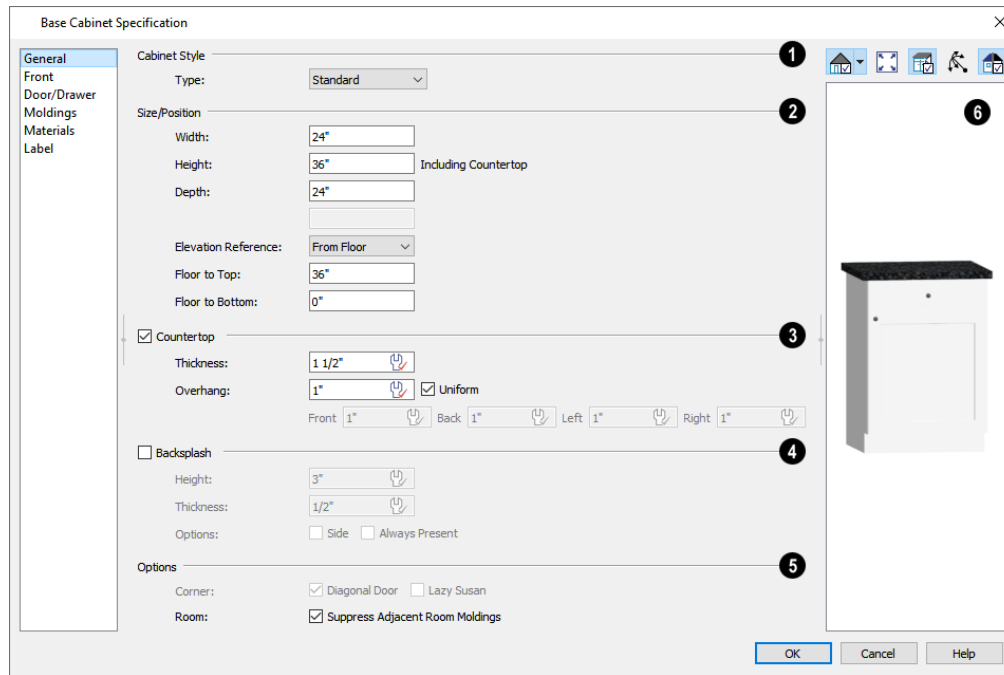 Base Cabinet Specification
General
Front
Door/Drawer
Moldings
Materials
Label
Cabinet Style 1
Type: Standard
Size/Position 2
Width: 24"
Height: 36" Including Countertop
Depth: 24"
Elevation Reference: From Floor
Floor to Top: 36"
Floor to Bottom: 0"
Countertop 3
Thickness: 1 1/2"
Overhang: 1" Uniform
Front 1" Back 1" Left 1" Right 1"
Backsplash 4
Height: 3"
Thickness: 1/2"
Options: Side Always Present
Options 5
Corner: Diagonal Door Lazy Susan
Room: Suppress Adjacent Room Moldings
6
OK Cancel Help